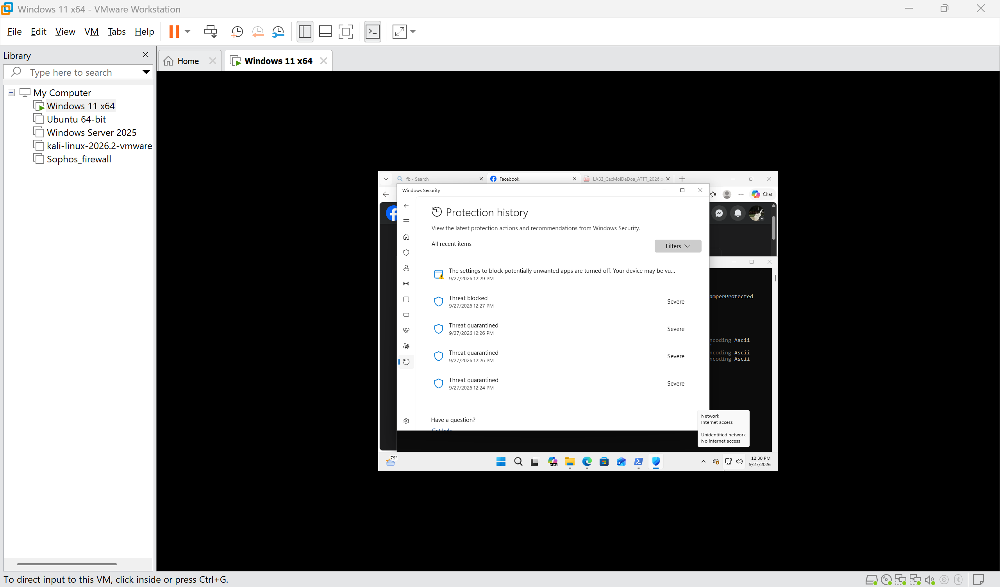 Windows 11 x64 - VMware Workstation
File Edit View VM Tabs Help
Library
Type here to search
My Computer
Windows 11 x64
Ubuntu 64-bit
Windows Server 2025
kali-linux-2026.2-vmware
Sophos_firewall
Home
Windows 11 x64
fb - Search
Facebook
LAB3_CacMoiDeDoa_ATTT_2026.p
Chat
Windows Security
Protection history
View the latest protection actions and recommendations from Windows Security.
All recent items
Filters
The settings to block potentially unwanted apps are turned off. Your device may be vu...
9/27/2026 12:29 PM
Threat blocked
9/27/2026 12:27 PM
Severe
Threat quarantined
9/27/2026 12:26 PM
Severe
Threat quarantined
9/27/2026 12:26 PM
Severe
Threat quarantined
9/27/2026 12:24 PM
Severe
Have a question?
Get help
amperProtected
ncoding Ascii
ncoding Ascii
ncoding Ascii
Network
Internet access
Unidentified network
No internet access
79°
M365
12:30 PM
9/27/2026
To direct input to this VM, click inside or press Ctrl+G.